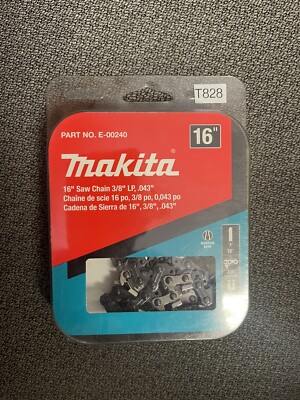 T828
PART NO. E-00240
16"
makita
16" Saw Chain 3/8" LP, .043"
Chaîne de scie 16 po, 3/8 po, 0,043 po
Cadena de Sierra de 16", 3/8", .043"